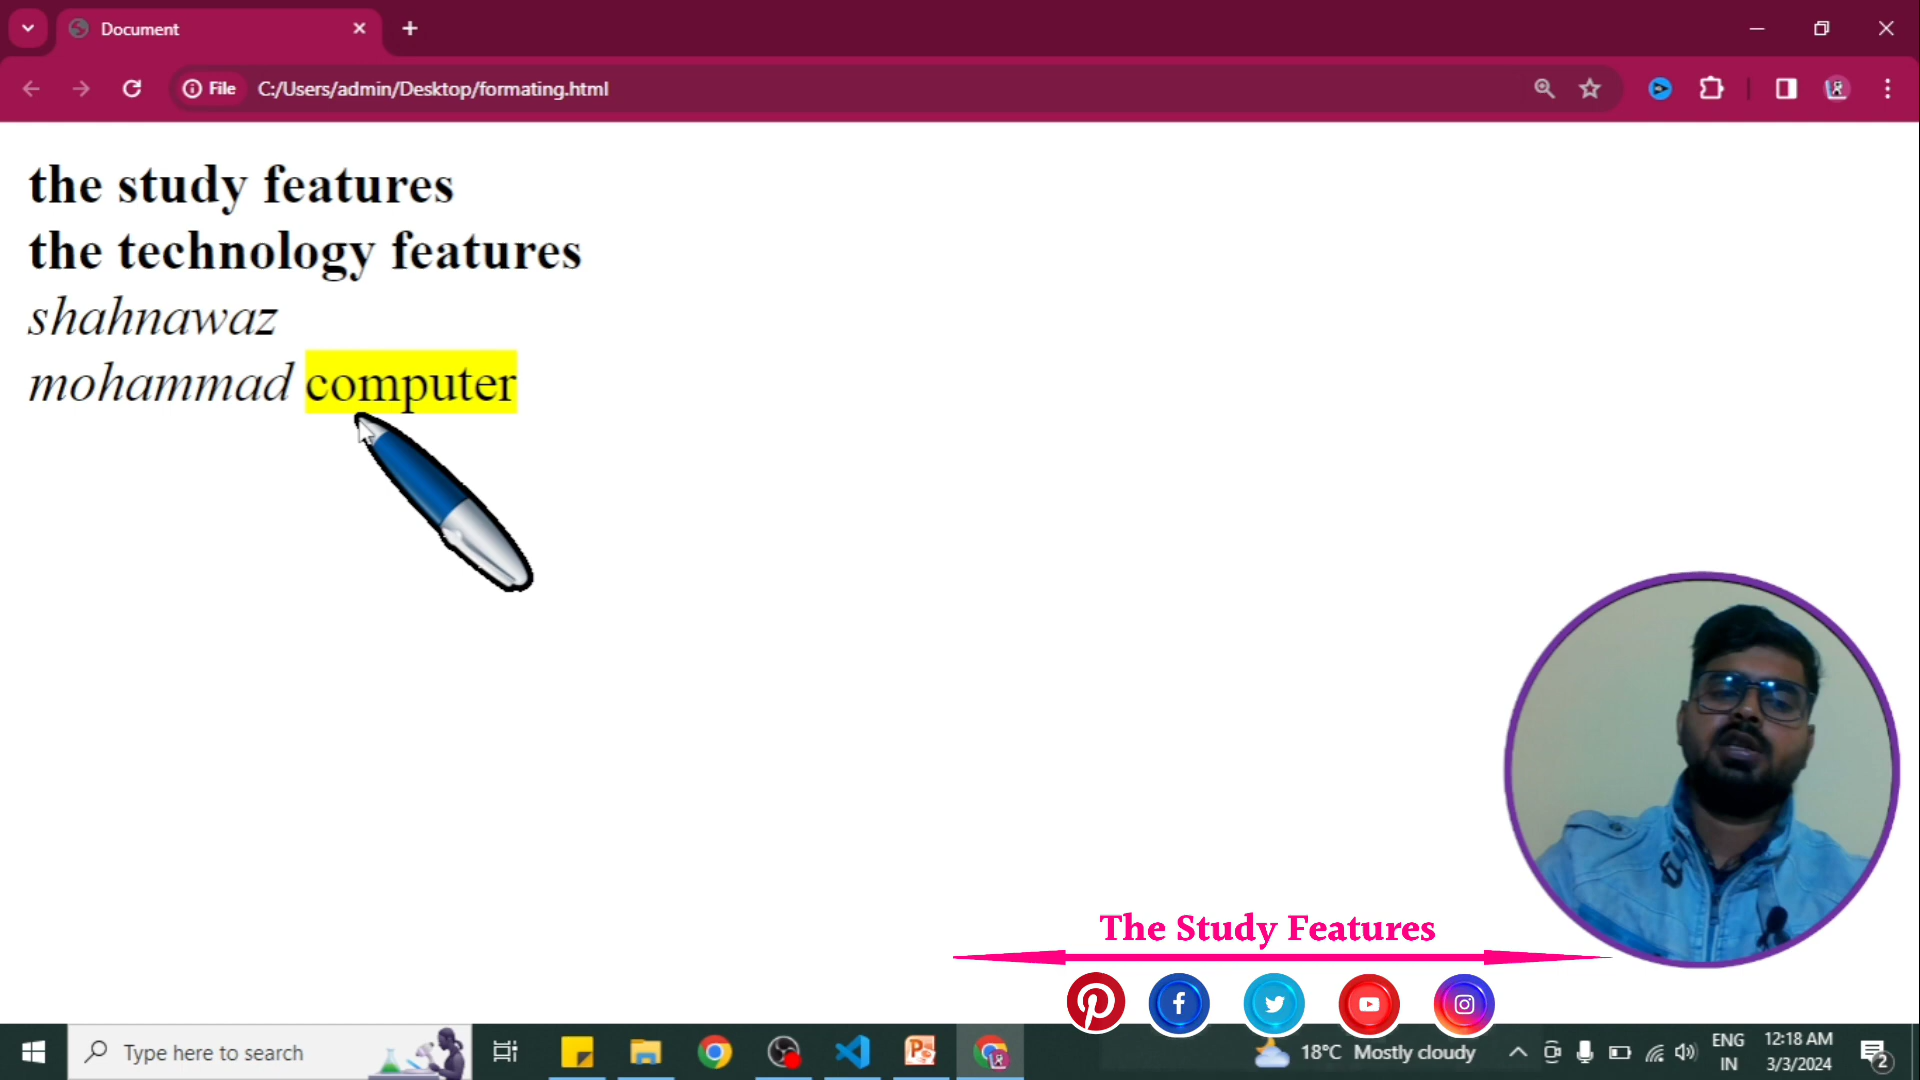 Document
File
C:/Users/admin/Desktop/formating.html
the study features
the technology features
shahnawaz
mohammad computer
The Study Features
Type here to search
18°C Mostly cloudy
ENG
IN
12:18 AM
3/3/2024
2